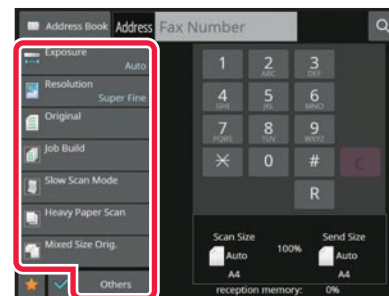 Address Book Address Fax Number
Exposure
Auto
Resolution
Super Fine
Original
Job Build
Slow Scan Mode
Heavy Paper Scan
Mixed Size Orig.
Others
1 2 3
ABC DEF
4 5 6
GHI JKL MNO
7 8 9
PQRS TUV WXYZ
0 # C
R
Scan Size Send Size
Auto 100% Auto
A4 A4
reception memory: 0%